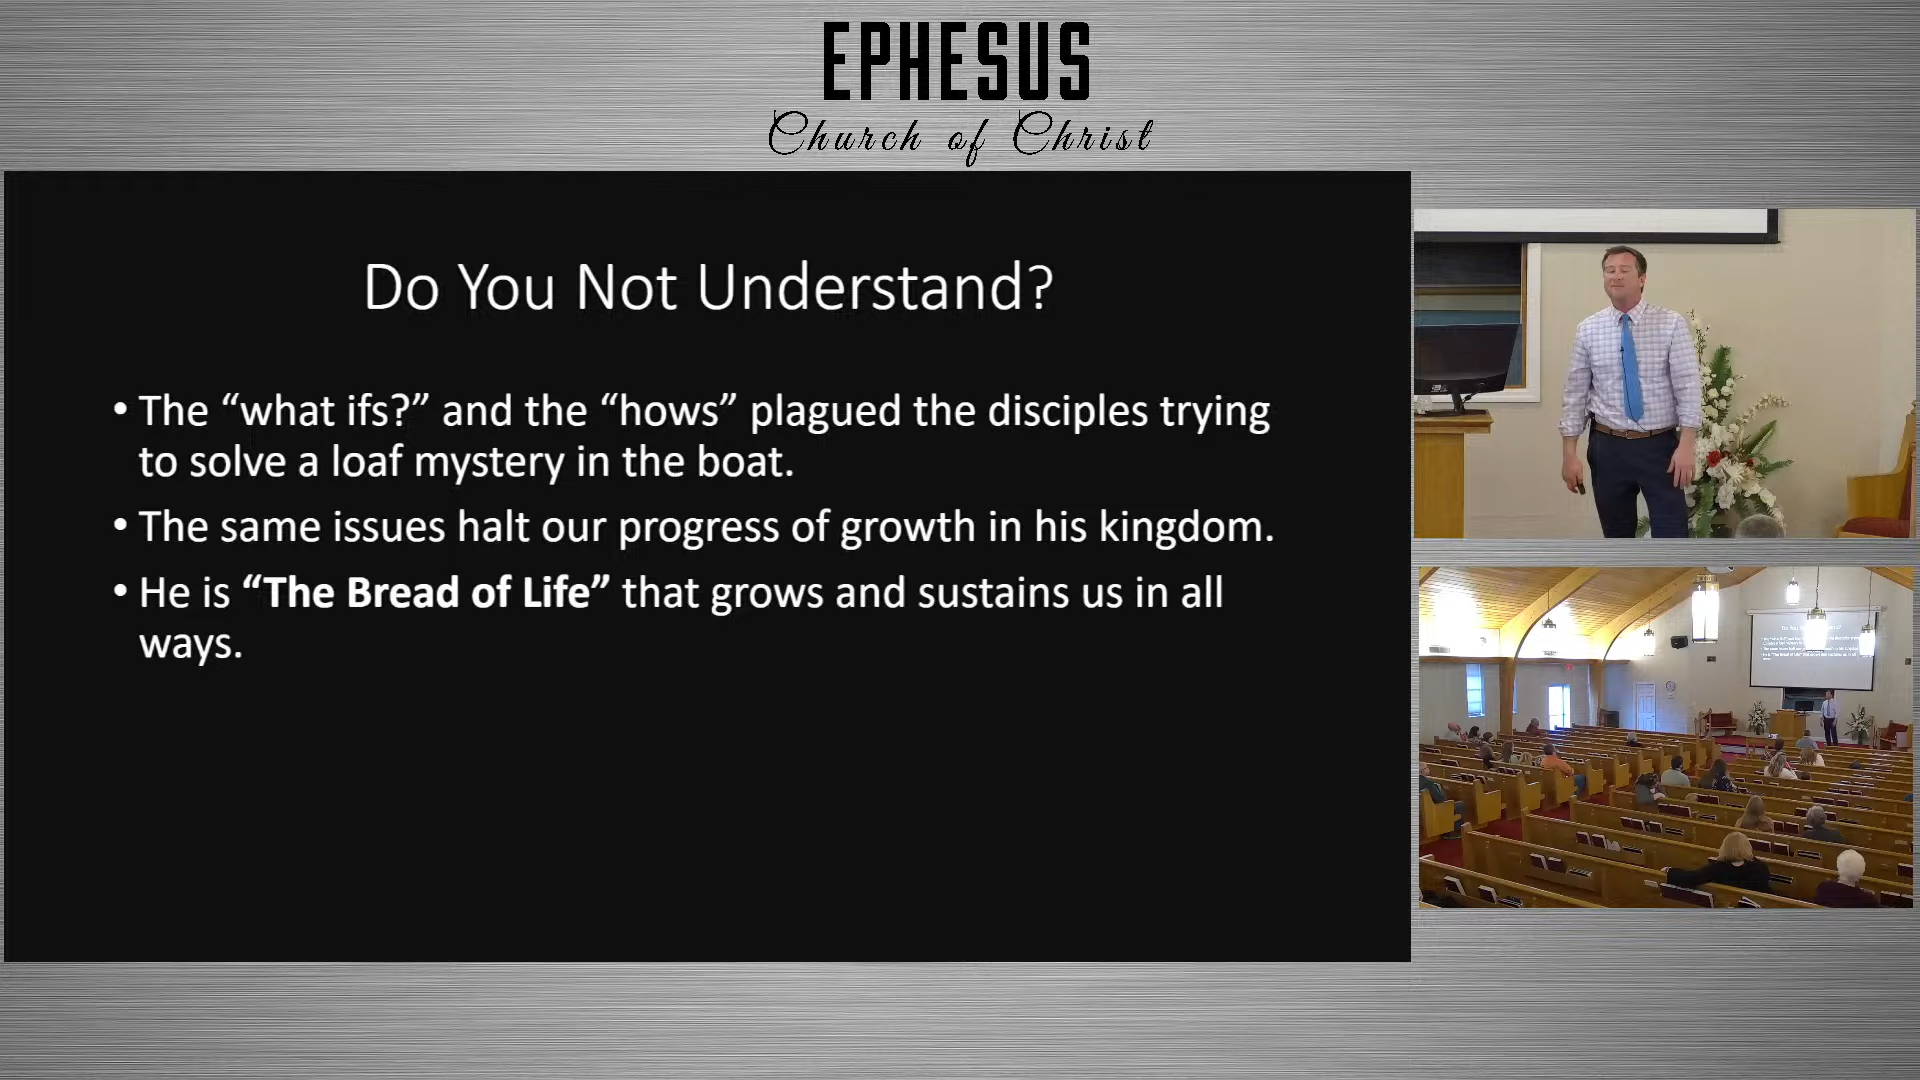 EPHESUS
Church of Christ
Do You Not Understand?
• The “what ifs?” and the “hows” plagued the disciples trying
to solve a loaf mystery in the boat.
• The same issues halt our progress of growth in his kingdom.
• He is “The Bread of Life” that grows and sustains us in all
ways.